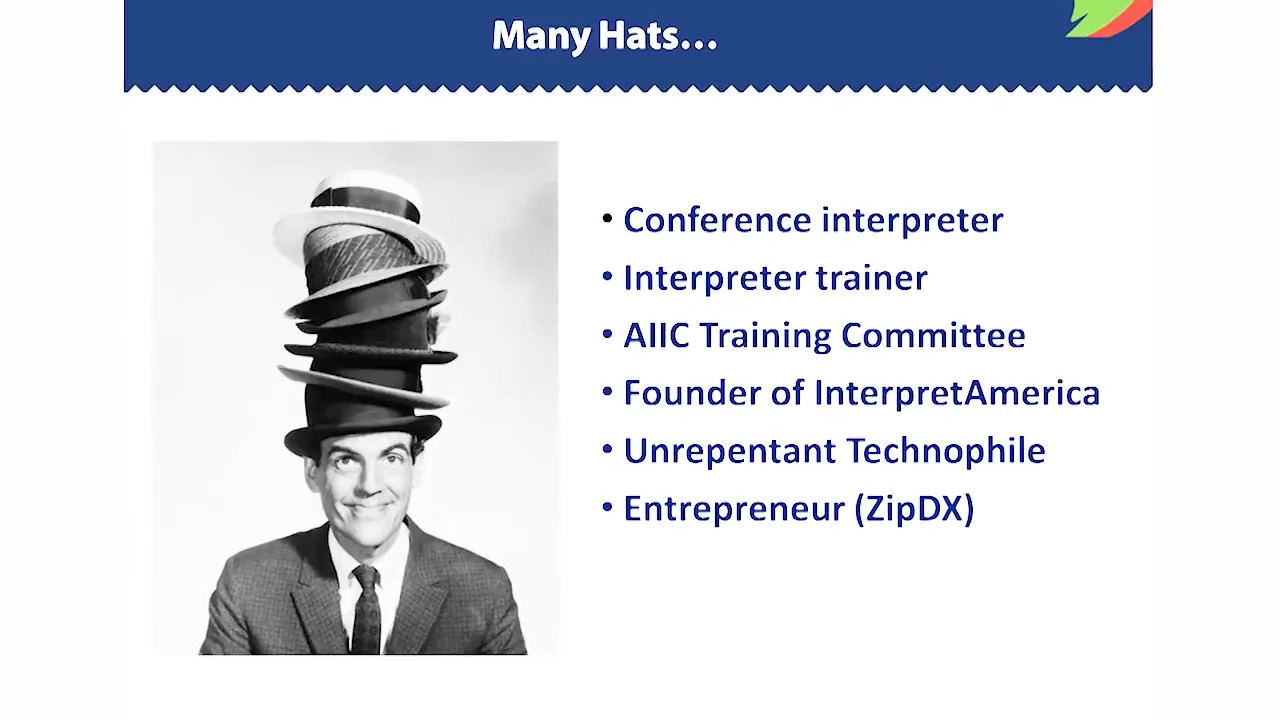 Many Hats...
• Conference interpreter
• Interpreter trainer
• AIIC Training Committee
• Founder of InterpretAmerica
• Unrepentant Technophile
• Entrepreneur (ZipDX)